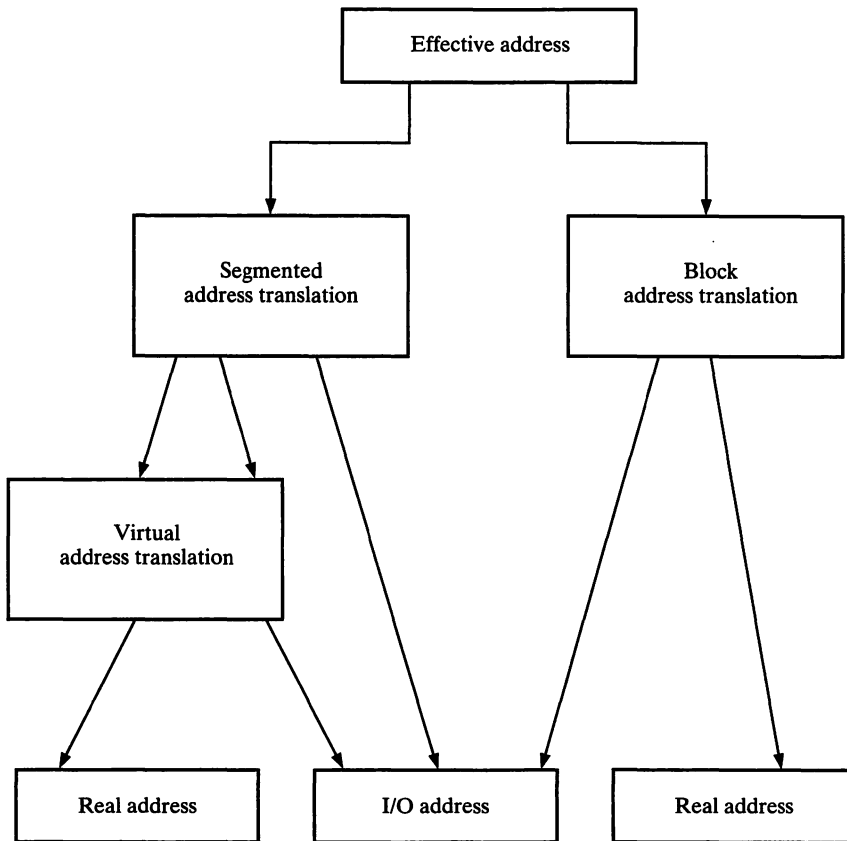 Effective address
Segmented
address translation
Block
address translation
Virtual
address translation
Real address
I/O address
Real address